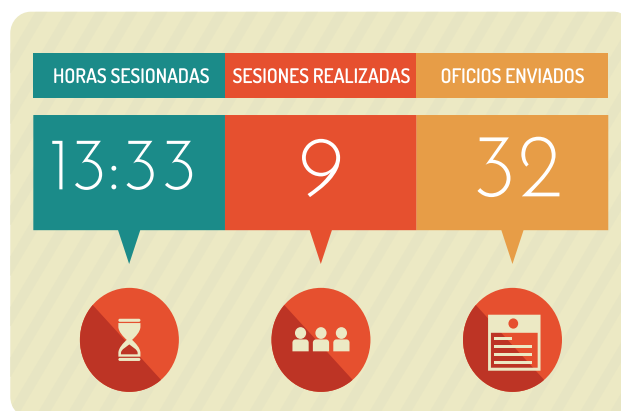 HORAS SESIONADAS
SESIONES REALIZADAS
OFICIOS ENVIADOS
13:33
9
32